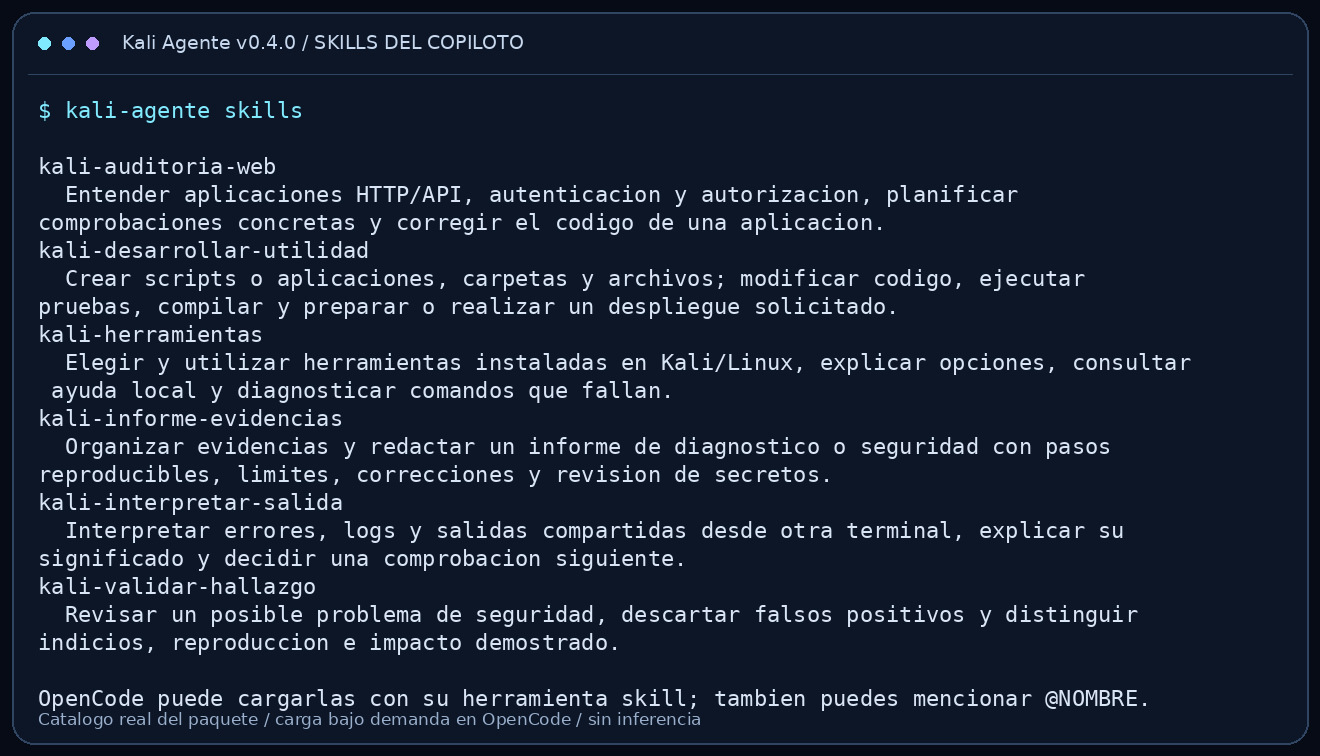 Kali Agente v0.4.0 / SKILLS DEL COPILOTO
$ kali-agente skills
kali-auditoria-web
Entender aplicaciones HTTP/API, autenticacion y autorizacion, planificar
comprobaciones concretas y corregir el codigo de una aplicacion.
kali-desarrollar-utilidad
Crear scripts o aplicaciones, carpetas y archivos; modificar codigo, ejecutar
pruebas, compilar y preparar o realizar un despliegue solicitado.
kali-herramientas
Elegir y utilizar herramientas instaladas en Kali/Linux, explicar opciones, consultar
ayuda local y diagnosticar comandos que fallan.
kali-informe-evidencias
Organizar evidencias y redactar un informe de diagnostico o seguridad con pasos
reproducibles, limites, correcciones y revision de secretos.
kali-interpretar-salida
Interpretar errores, logs y salidas compartidas desde otra terminal, explicar su
significado y decidir una comprobacion siguiente.
kali-validar-hallazgo
Revisar un posible problema de seguridad, descartar falsos positivos y distinguir
indicios, reproduccion e impacto demostrado.
OpenCode puede cargarlas con su herramienta skill; tambien puedes mencionar @NOMBRE.
Catalogo real del paquete / carga bajo demanda en OpenCode / sin inferencia